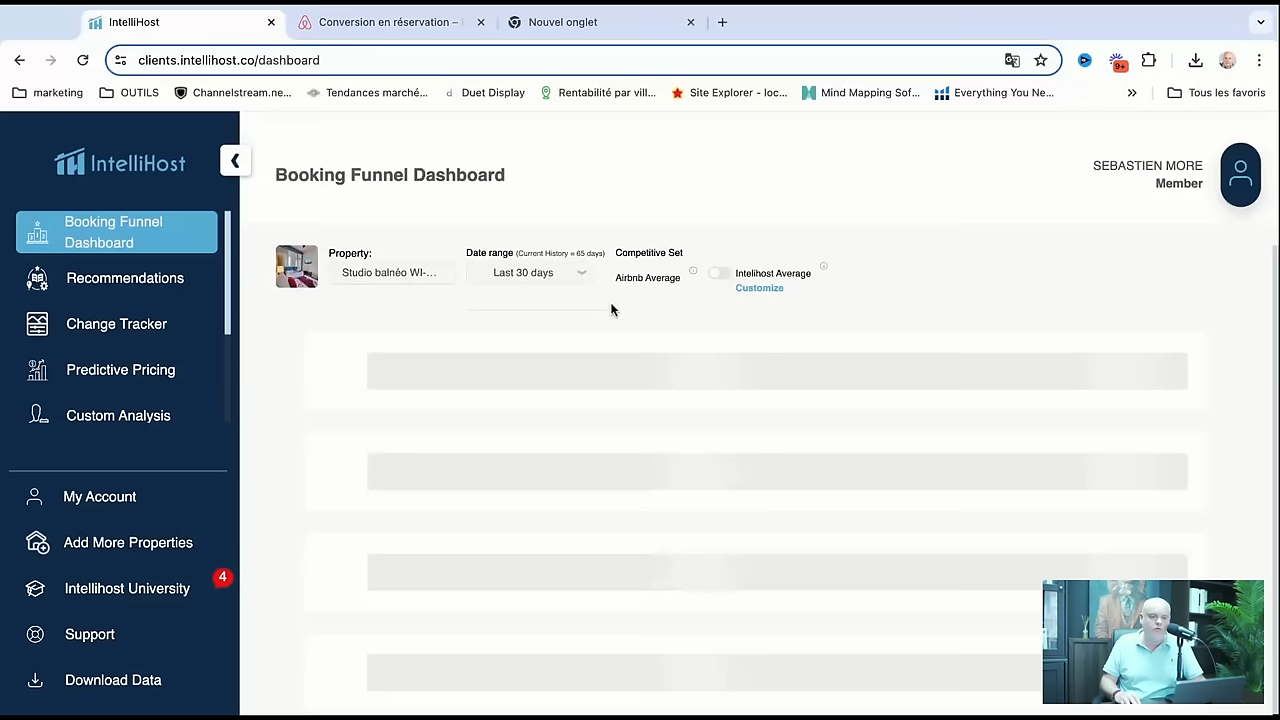 IntelliHost
Conversion en réservation –
Nouvel onglet
clients.intellihost.co/dashboard
9+
marketing
OUTILS
Channelstream.ne...
Tendances marché...
Duet Display
Rentabilité par vill...
Site Explorer - loc...
Mind Mapping Sof...
Everything You Ne...
Tous les favoris
IntelliHost
Booking Funnel
Dashboard
Recommendations
Change Tracker
Predictive Pricing
Custom Analysis
My Account
Add More Properties
Intellihost University
4
Support
Download Data
Booking Funnel Dashboard
SEBASTIEN MORE
Member
Property:
Studio balnéo WI-...
Date range (Current History = 65 days)
Last 30 days
Competitive Set
Airbnb Average
Intelihost Average
Customize